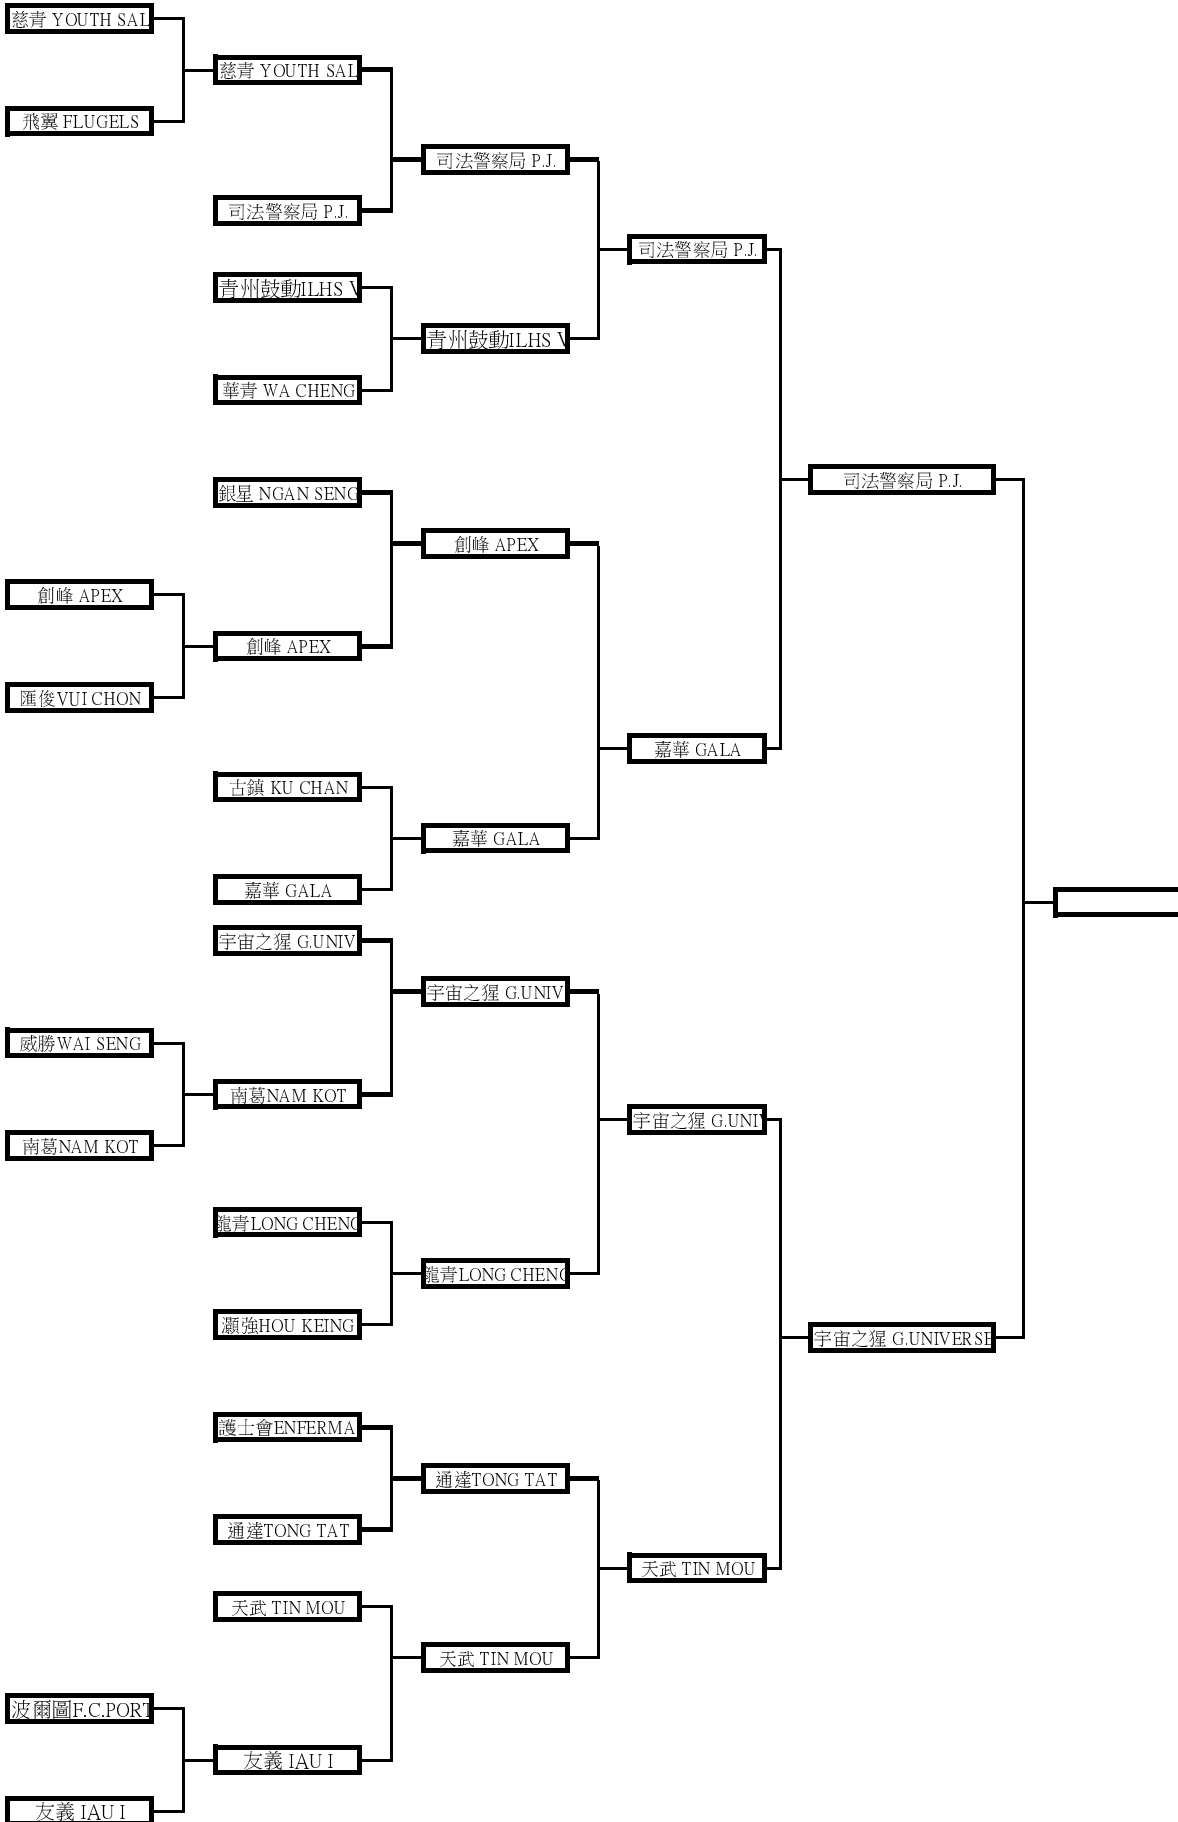 慈青 YOUTH SAL
慈青 YOUTH SAL
飛翼 FLUGELS
司法警察局 P.J.
司法警察局 P.J.
司法警察局 P.J.
青州鼓動ILHS V
青州鼓動ILHS V
華青 WA CHENG
司法警察局 P.J.
銀星 NGAN SENG
創峰 APEX
創峰 APEX
創峰 APEX
匯俊VUI CHON
嘉華 GALA
古鎮 KU CHAN
嘉華 GALA
嘉華 GALA
宇宙之猩 G.UNIV
宇宙之猩 G.UNIV
威勝WAI SENG
南葛NAM KOT
宇宙之猩 G.UNIV
南葛NAM KOT
龍青LONG CHENG
龍青LONG CHENG
灝強HOU KEING
宇宙之猩 G.UNIVERSE
護士會ENFERMA
通達TONG TAT
通達TONG TAT
天武 TIN MOU
天武 TIN MOU
天武 TIN MOU
波爾圖F.C.PORT
友義 IAU I
友義 IAU I